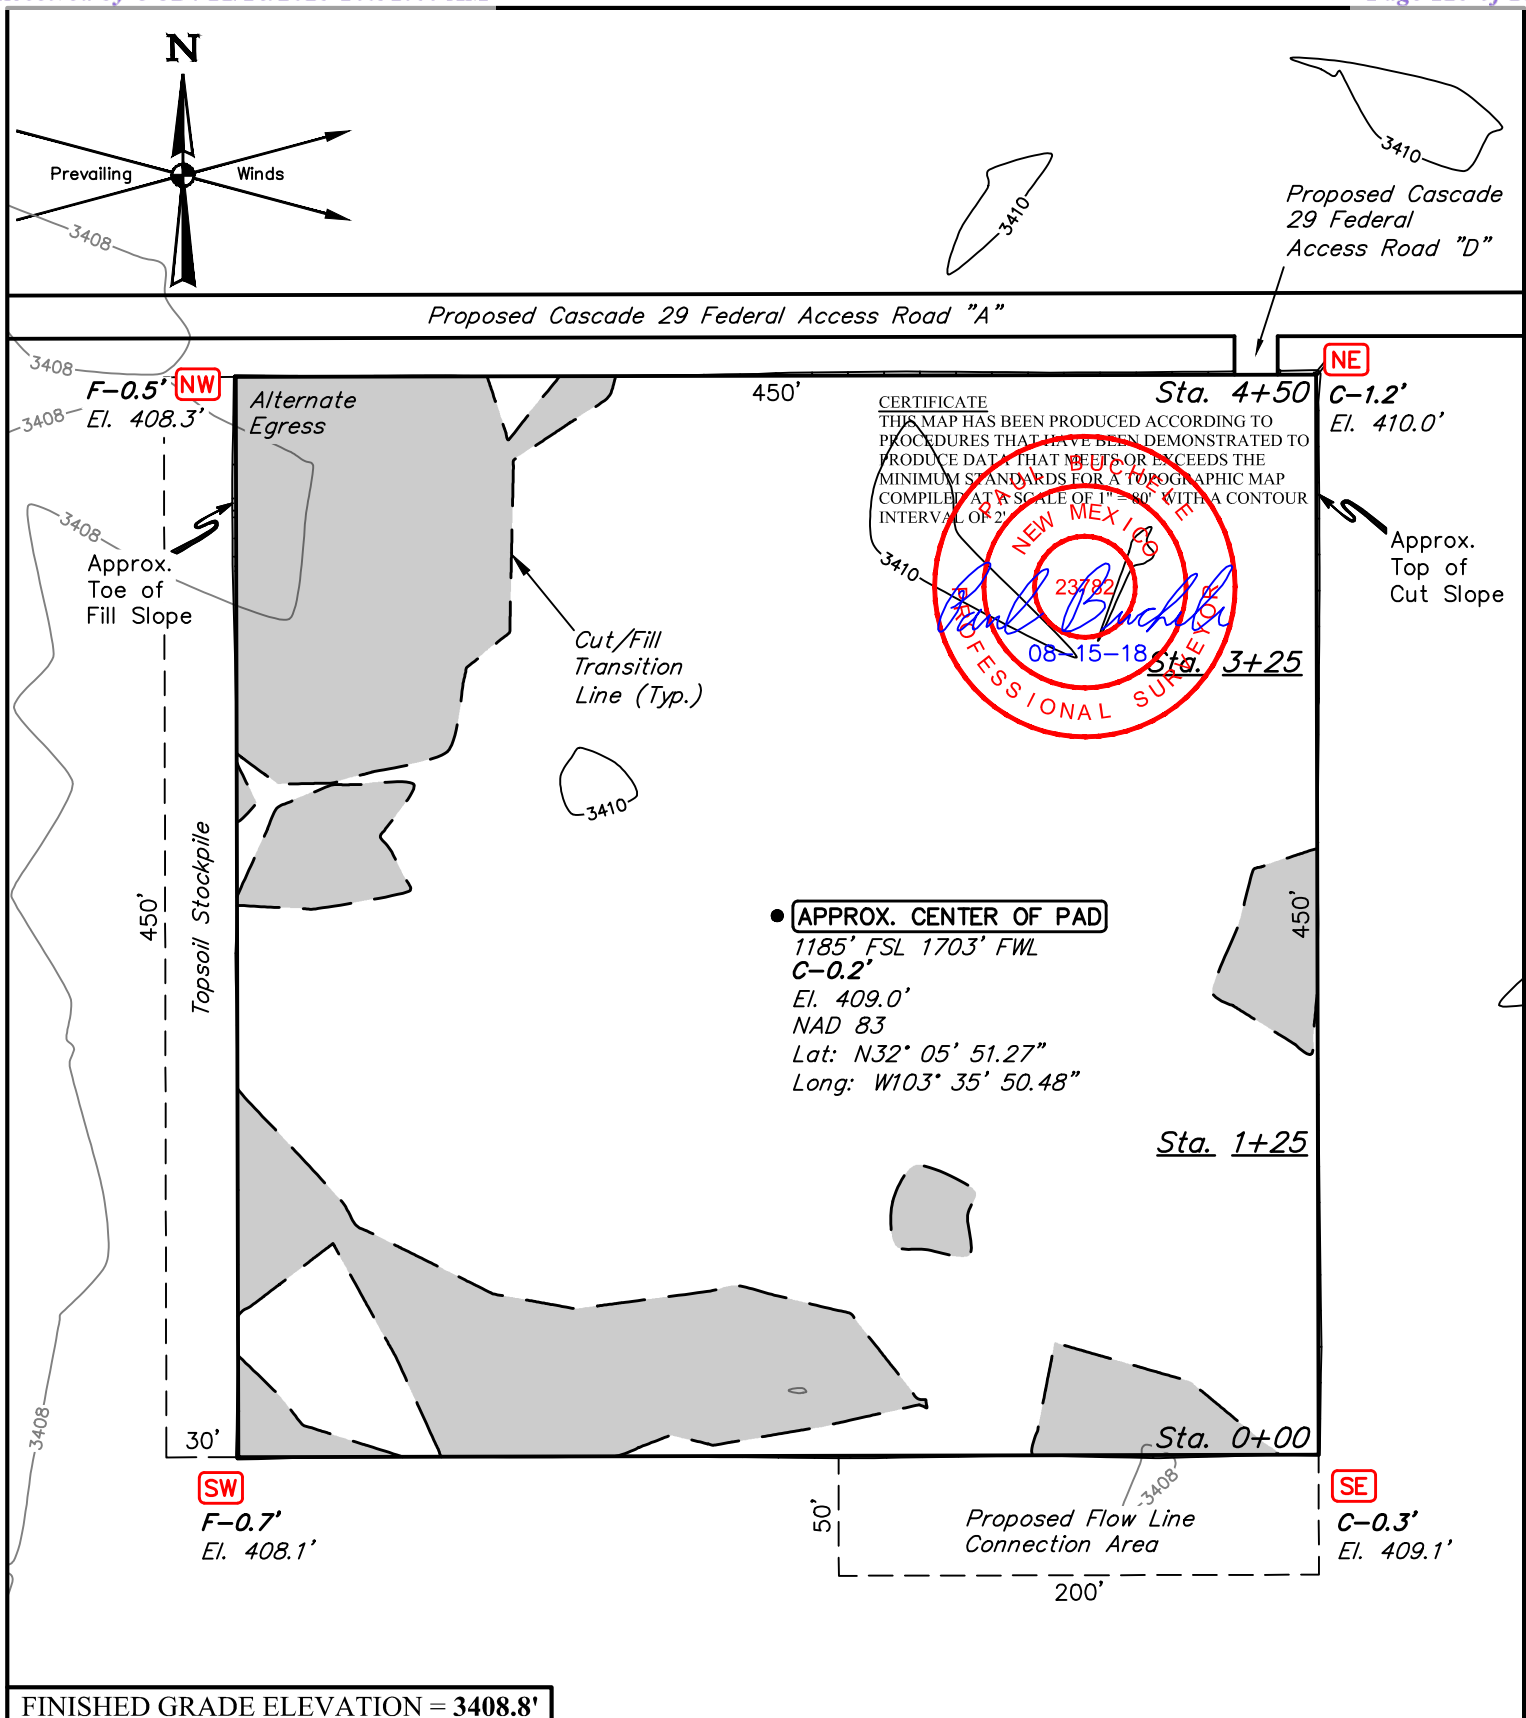 N
Prevailing Winds
3408
3410
3410
Proposed Cascade
29 Federal
Access Road "D"
Proposed Cascade 29 Federal Access Road "A"
3408
3408
F-0.5' NW
El. 408.3'
Alternate
Egress
450'
Sta. 4+50
NE
C-1.2'
El. 410.0'
CERTIFICATE
THIS MAP HAS BEEN PRODUCED ACCORDING TO
PROCEDURES THAT HAVE BEEN DEMONSTRATED TO
PRODUCE DATA THAT MEETS OR EXCEEDS THE
MINIMUM STANDARDS FOR A TOPOGRAPHIC MAP
COMPILED AT A SCALE OF 1" = 80' WITH A CONTOUR
INTERVAL OF 2'
PAUL BUCHELE
NEW MEXICO
23782
PROFESSIONAL SURVEYOR
Paul Buchele
08-15-18
3408
Approx.
Toe of
Fill Slope
3410
Approx.
Top of
Cut Slope
Cut/Fill
Transition
Line (Typ.)
Sta. 3+25
3410
450'
Topsoil Stockpile
450'
APPROX. CENTER OF PAD
1185' FSL 1703' FWL
C-0.2'
El. 409.0'
NAD 83
Lat: N32° 05' 51.27"
Long: W103° 35' 50.48"
Sta. 1+25
3408
30'
Sta. 0+00
SW
F-0.7'
El. 408.1'
50'
3408
Proposed Flow Line
Connection Area
200'
SE
C-0.3'
El. 409.1'
FINISHED GRADE ELEVATION = 3408.8'